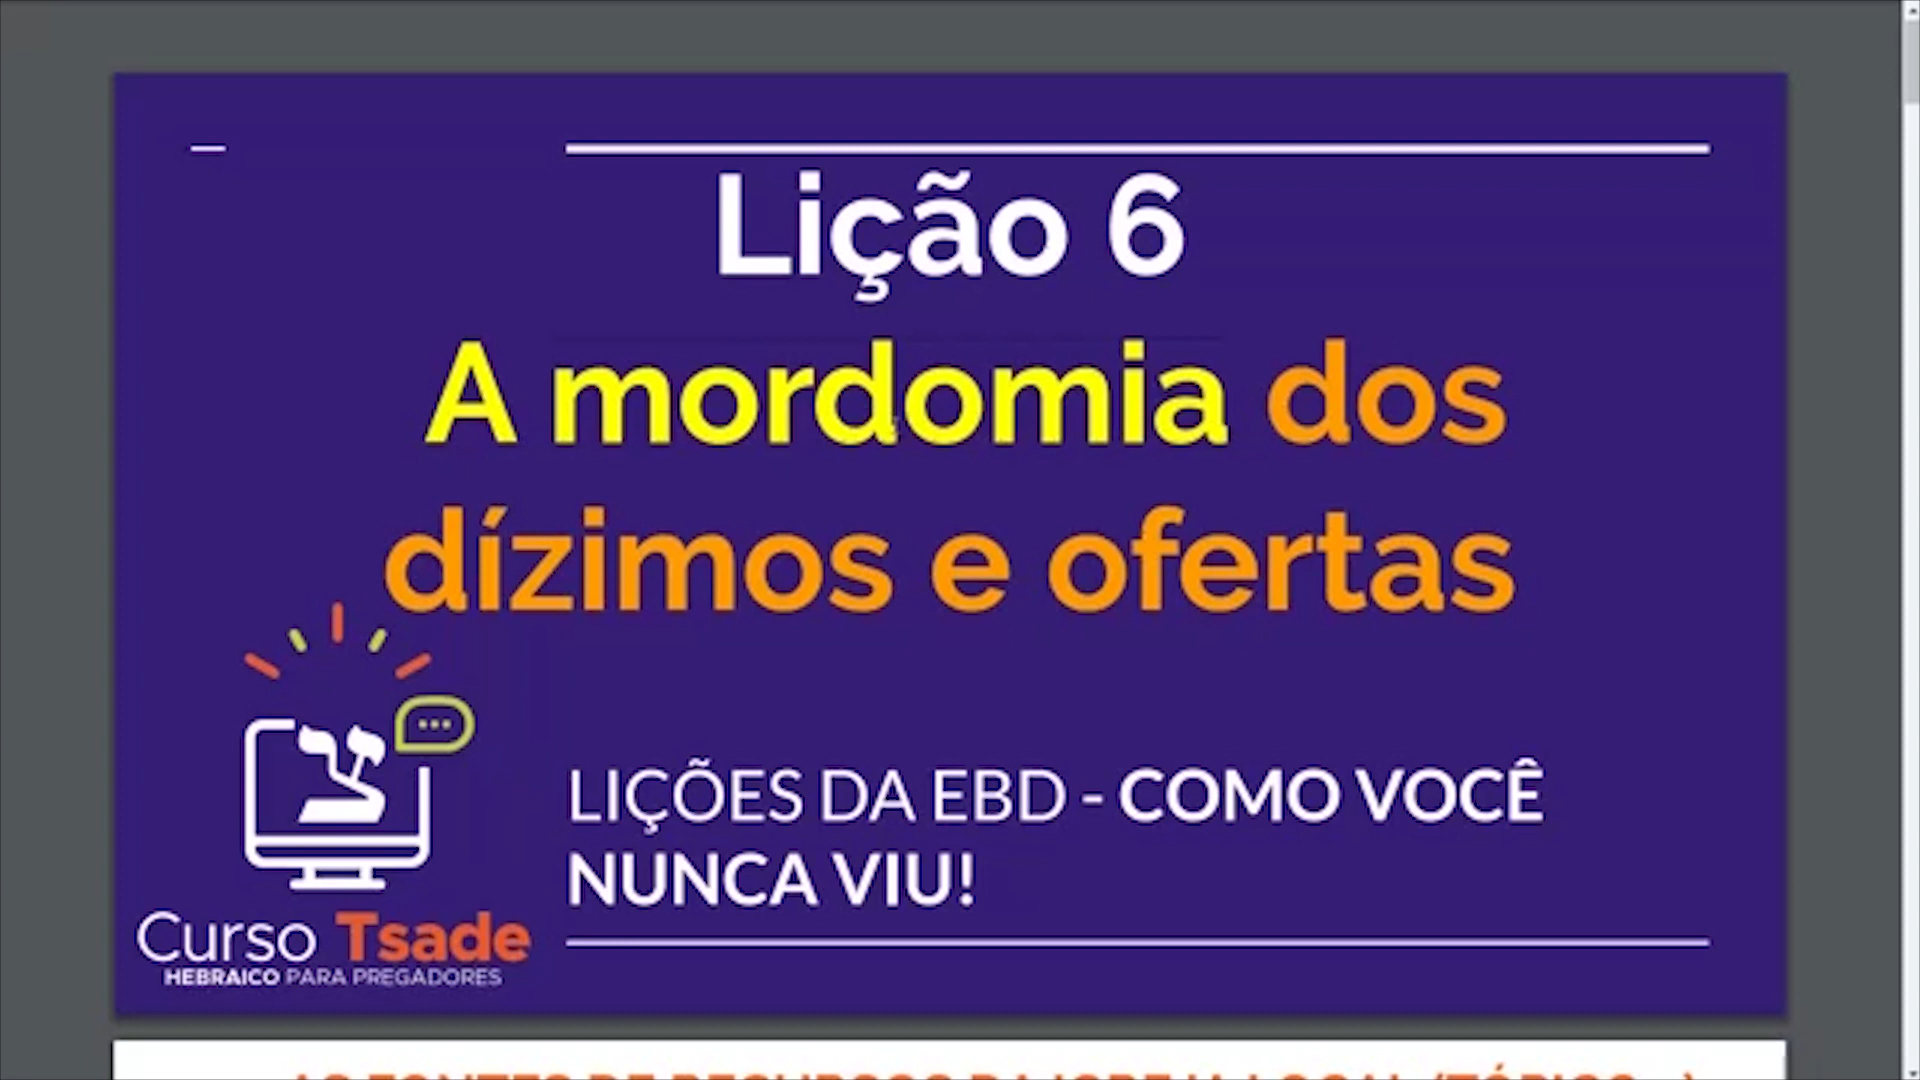 Lição 6
A mordomia dos
dízimos e ofertas
צ
LIÇÕES DA EBD - COMO VOCÊ
NUNCA VIU!
Curso Tsade
HEBRAICO PARA PREGADORES